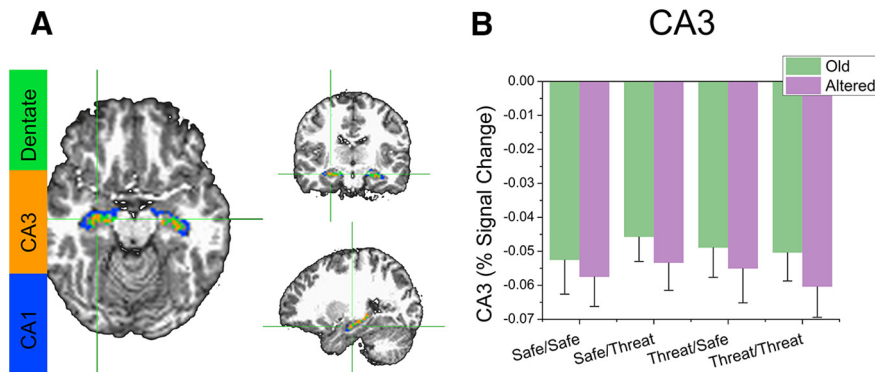 A
Dentate
CA3
CA1
B
CA3
Old
Altered
CA3 (% Signal Change)
0.00
-0.01
-0.02
-0.03
-0.04
-0.05
-0.06
-0.07
Safe/Safe
Safe/Threat
Threat/Safe
Threat/Threat